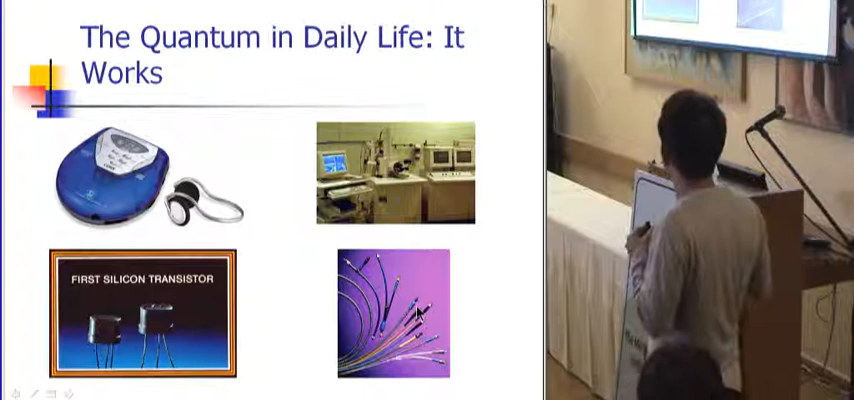 The Quantum in Daily Life: It
Works
FIRST SILICON TRANSISTOR